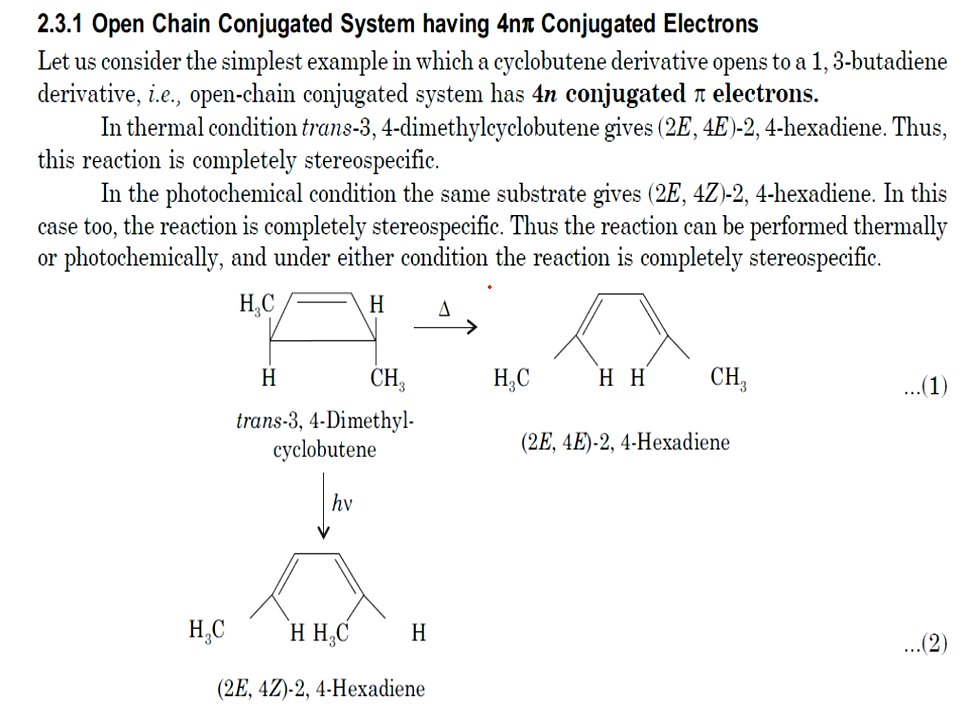 2.3.1 Open Chain Conjugated System having 4nπ Conjugated Electrons
Let us consider the simplest example in which a cyclobutene derivative opens to a 1, 3-butadiene
derivative, i.e., open-chain conjugated system has 4n conjugated π electrons.
In thermal condition trans-3, 4-dimethylcyclobutene gives (2E, 4E)-2, 4-hexadiene. Thus,
this reaction is completely stereospecific.
In the photochemical condition the same substrate gives (2E, 4Z)-2, 4-hexadiene. In this
case too, the reaction is completely stereospecific. Thus the reaction can be performed thermally
or photochemically, and under either condition the reaction is completely stereospecific.
H₃C H Δ
H CH₃ H₃C H H CH₃
...(1)
trans-3, 4-Dimethyl-
cyclobutene
(2E, 4E)-2, 4-Hexadiene
hν
H₃C H H₃C H
...(2)
(2E, 4Z)-2, 4-Hexadiene